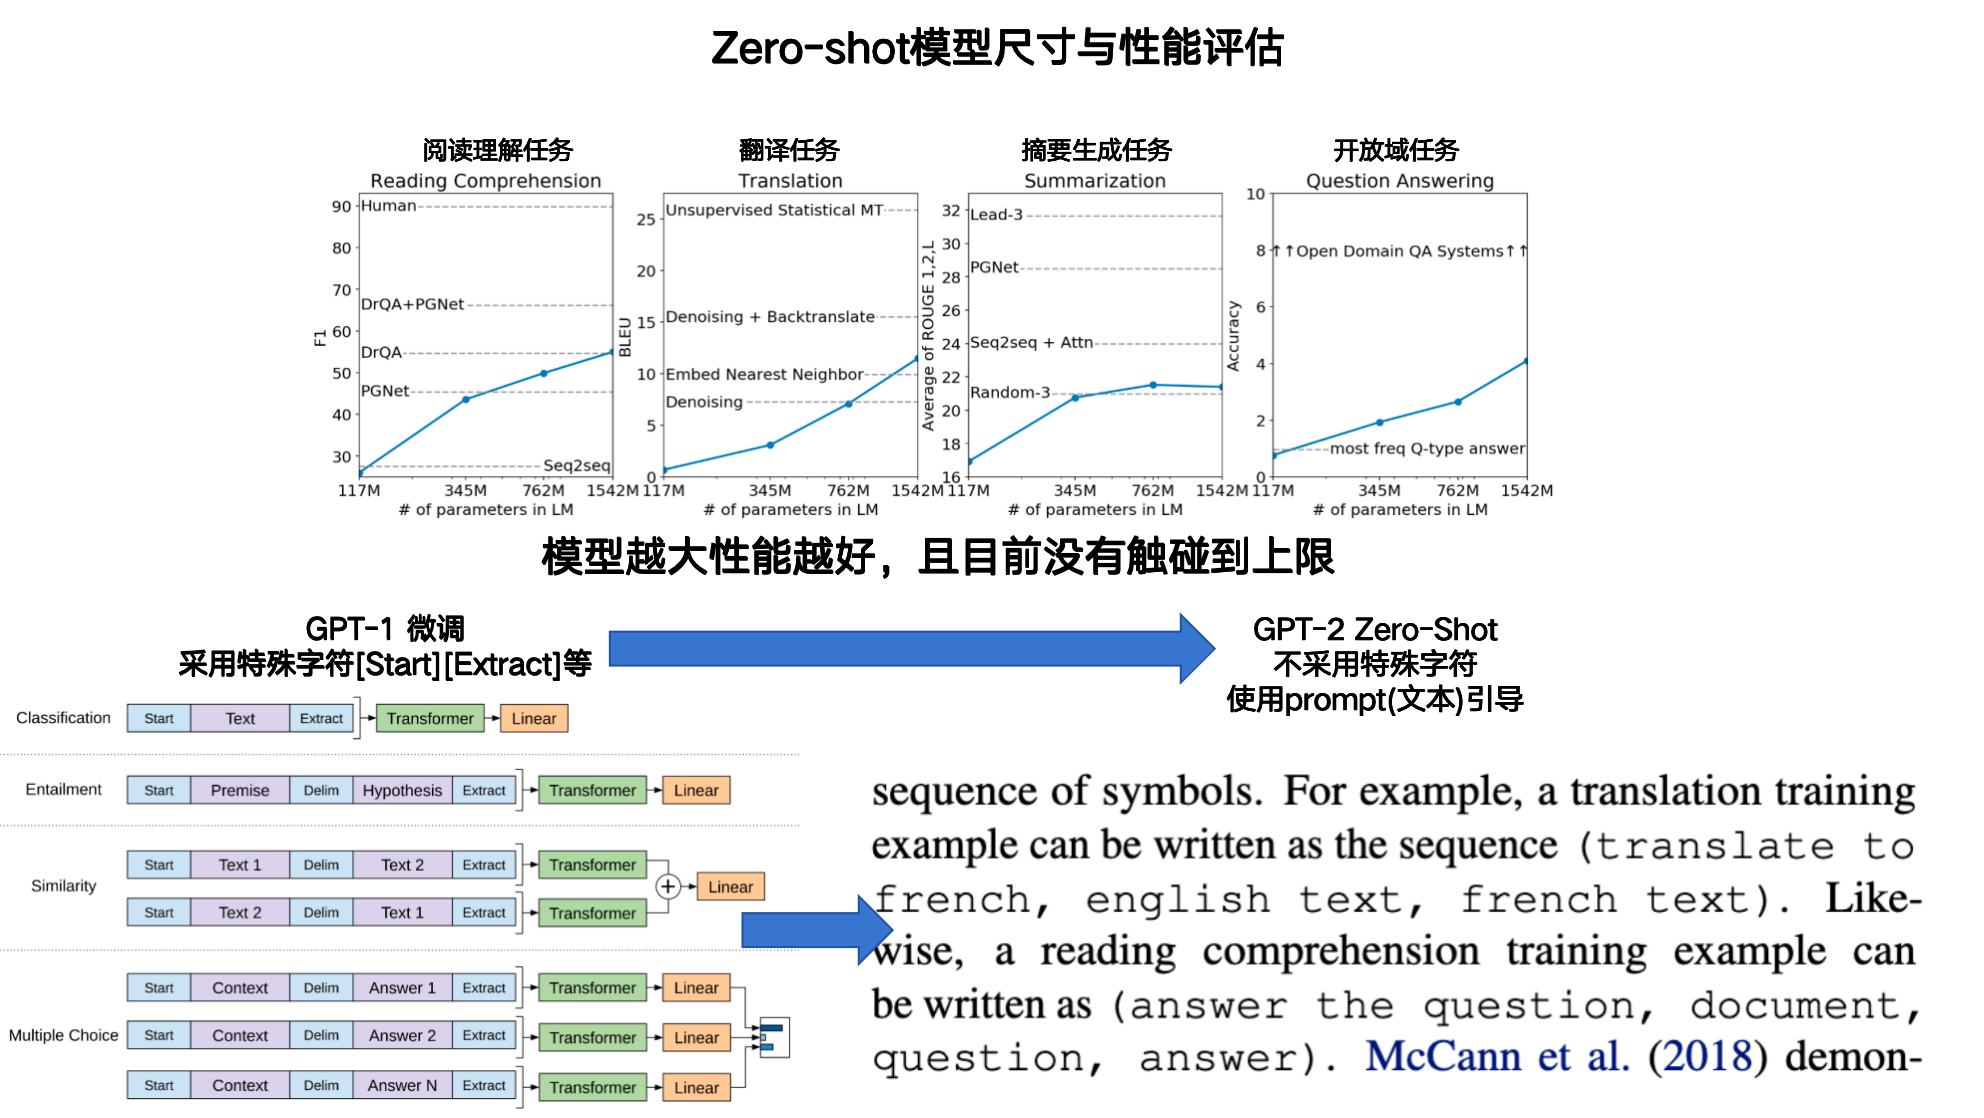 Zero-shot模型尺寸与性能评估
阅读理解任务
Reading Comprehension
90
80
70
60
50
40
30
F1
Human
DrQA+PGNet
DrQA
PGNet
Seq2seq
117M
345M
762M
1542M
# of parameters in LM
翻译任务
Translation
25
20
15
10
5
0
BLEU
Unsupervised Statistical MT
Denoising + Backtranslate
Embed Nearest Neighbor
Denoising
117M
345M
762M
1542M
# of parameters in LM
摘要生成任务
Summarization
32
30
28
26
24
22
20
18
16
Average of ROUGE 1,2,L
Lead-3
PGNet
Seq2seq + Attn
Random-3
117M
345M
762M
1542M
# of parameters in LM
开放域任务
Question Answering
10
8
6
4
2
0
Accuracy
↑↑Open Domain QA Systems↑↑
most freq Q-type answer
117M
345M
762M
1542M
# of parameters in LM
模型越大性能越好，且目前没有触碰到上限
GPT-1 微调
采用特殊字符[Start][Extract]等
GPT-2 Zero-Shot
不采用特殊字符
使用prompt(文本)引导
Classification Start Text Extract Transformer Linear
Entailment Start Premise Delim Hypothesis Extract Transformer Linear
Similarity
Start Text 1 Delim Text 2 Extract Transformer
Start Text 2 Delim Text 1 Extract Transformer
+ Linear
Multiple Choice
Start Context Delim Answer 1 Extract Transformer Linear
Start Context Delim Answer 2 Extract Transformer Linear
Start Context Delim Answer N Extract Transformer Linear
sequence of symbols. For example, a translation training
example can be written as the sequence (translate to
french, english text, french text). Like-
wise, a reading comprehension training example can
be written as (answer the question, document,
question, answer). McCann et al. (2018) demon-